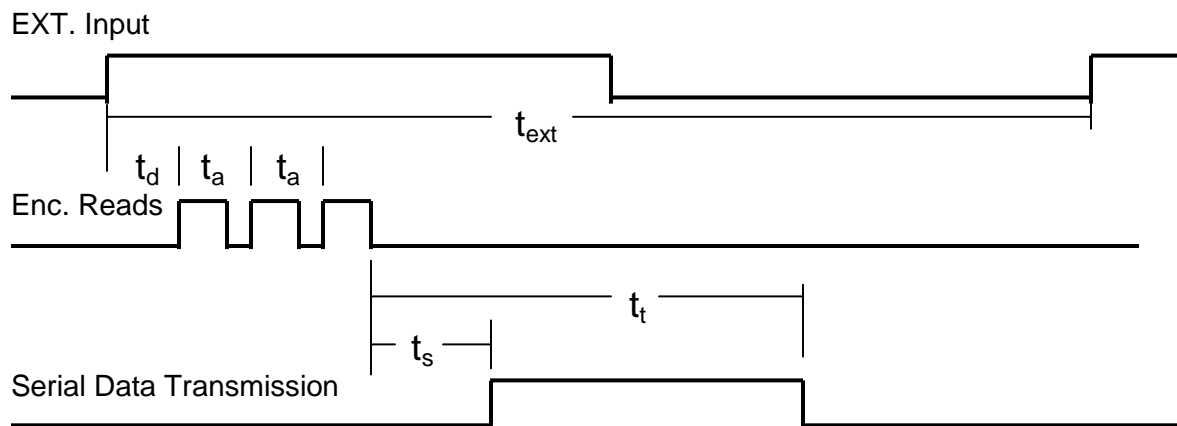 EXT. Input
t_ext
t_d t_a t_a
Enc. Reads
t_t
t_s
Serial Data Transmission